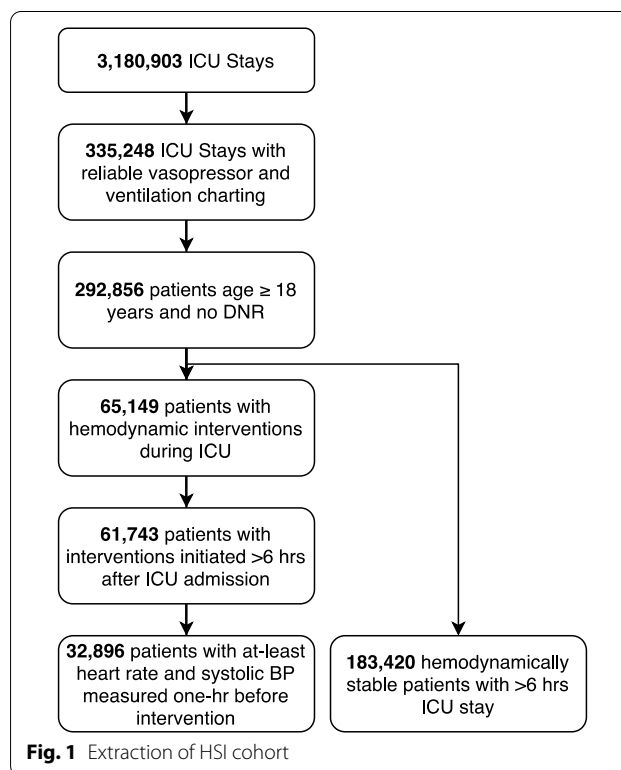 3,180,903 ICU Stays
335,248 ICU Stays with
reliable vasopressor and
ventilation charting
292,856 patients age ≥ 18
years and no DNR
65,149 patients with
hemodynamic interventions
during ICU
61,743 patients with
interventions initiated >6 hrs
after ICU admission
32,896 patients with at-least
heart rate and systolic BP
measured one-hr before
intervention
183,420 hemodynamically
stable patients with >6 hrs
ICU stay
Fig. 1 Extraction of HSI cohort